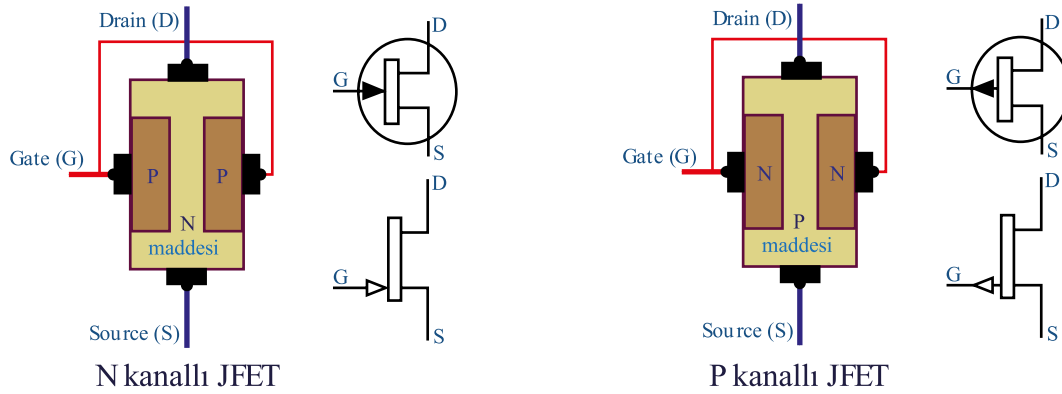 Drain (D)
Gate (G)
P
P
N
maddesi
Source (S)
N kanallı JFET
D
G
S
D
G
S
Drain (D)
Gate (G)
N
N
P
maddesi
Source (S)
P kanallı JFET
D
G
S
D
G
S